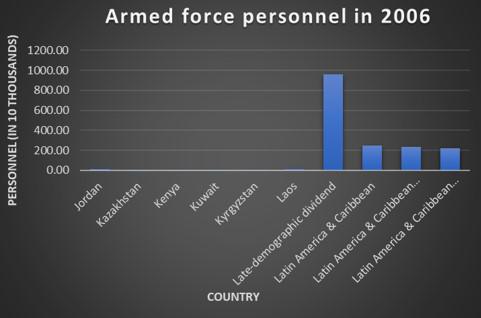 Armed force personnel in 2006
PERSONNEL (IN 10 THOUSANDS)
1200.00
1000.00
800.00
600.00
400.00
200.00
0.00
Jordan
Kazakhstan
Kenya
Kuwait
Kyrgyzstan
Laos
Late-demographic dividend
Latin America & Caribbean
Latin America & Caribbean...
Latin America & Caribbean...
COUNTRY